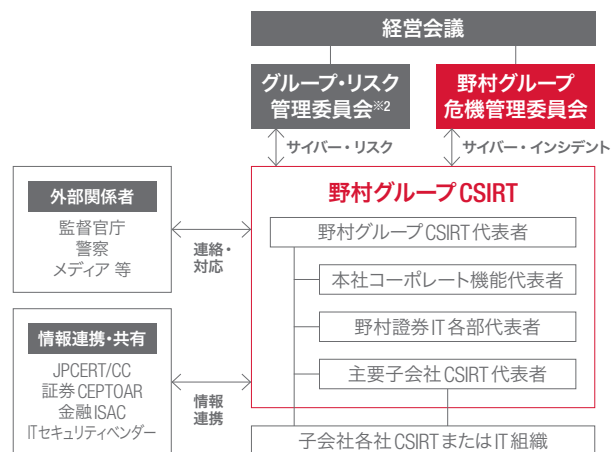 経営会議
グループ・リスク
管理委員会※2
野村グループ
危機管理委員会
サイバー・リスク
サイバー・インシデント
外部関係者
監督官庁
警察
メディア 等
連絡・
対応
野村グループCSIRT
野村グループCSIRT代表者
本社コーポレート機能代表者
野村證券IT各部代表者
主要子会社CSIRT代表者
情報連携・共有
JPCERT/CC
証券CEPTOAR
金融ISAC
ITセキュリティベンダー
情報
連携
子会社各社CSIRTまたはIT組織